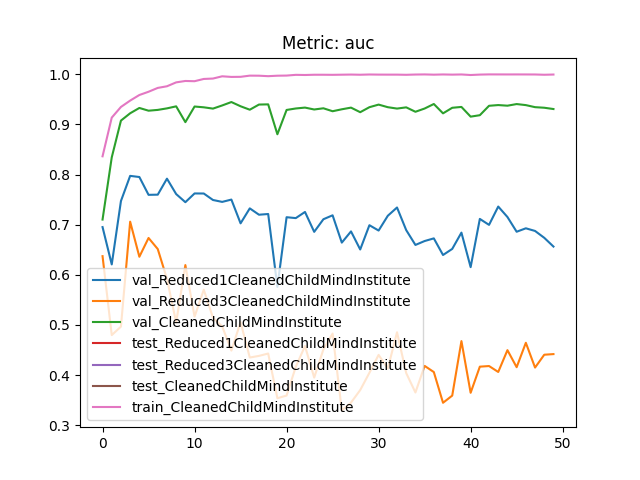 Metric: auc
1.0
0.9
0.8
0.7
0.6
0.5
0.4
0.3
val_Reduced1CleanedChildMindInstitute
val_Reduced3CleanedChildMindInstitute
val_CleanedChildMindInstitute
test_Reduced1CleanedChildMindInstitute
test_Reduced3CleanedChildMindInstitute
test_CleanedChildMindInstitute
train_CleanedChildMindInstitute
0 10 20 30 40 50